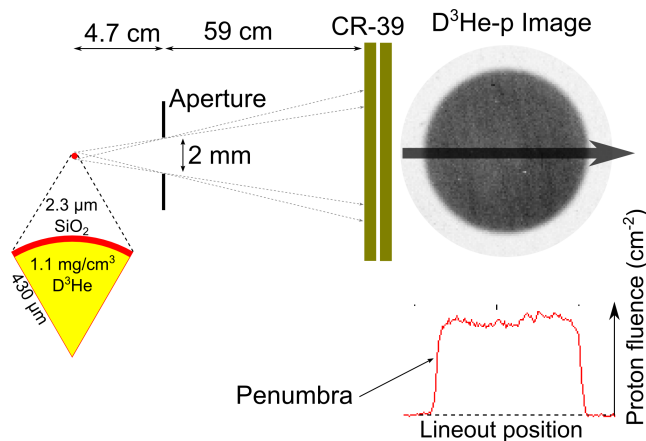 4.7 cm
59 cm
CR-39
D³He-p Image
Aperture
2 mm
2.3 μm
SiO₂
1.1 mg/cm³
D³He
430 μm
Penumbra
Lineout position
Proton fluence (cm⁻²)